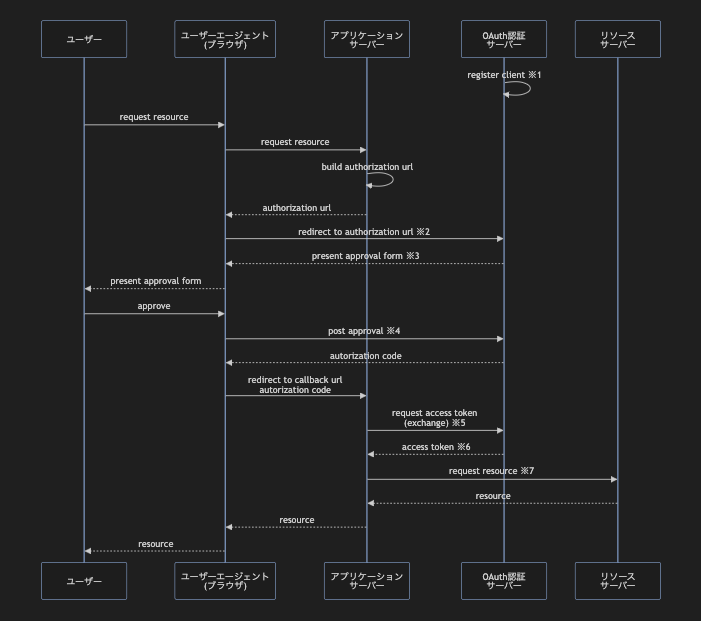 ユーザー
ユーザーエージェント
(ブラウザ)
アプリケーション
サーバー
OAuth認証
サーバー
リソース
サーバー
register client ※1
request resource
request resource
build authorization url
authorization url
redirect to authorization url ※2
present approval form ※3
present approval form
approve
post approval ※4
autorization code
redirect to callback url
autorization code
request access token
(exchange) ※5
access token ※6
request resource ※7
resource
resource
resource
ユーザー
ユーザーエージェント
(ブラウザ)
アプリケーション
サーバー
OAuth認証
サーバー
リソース
サーバー